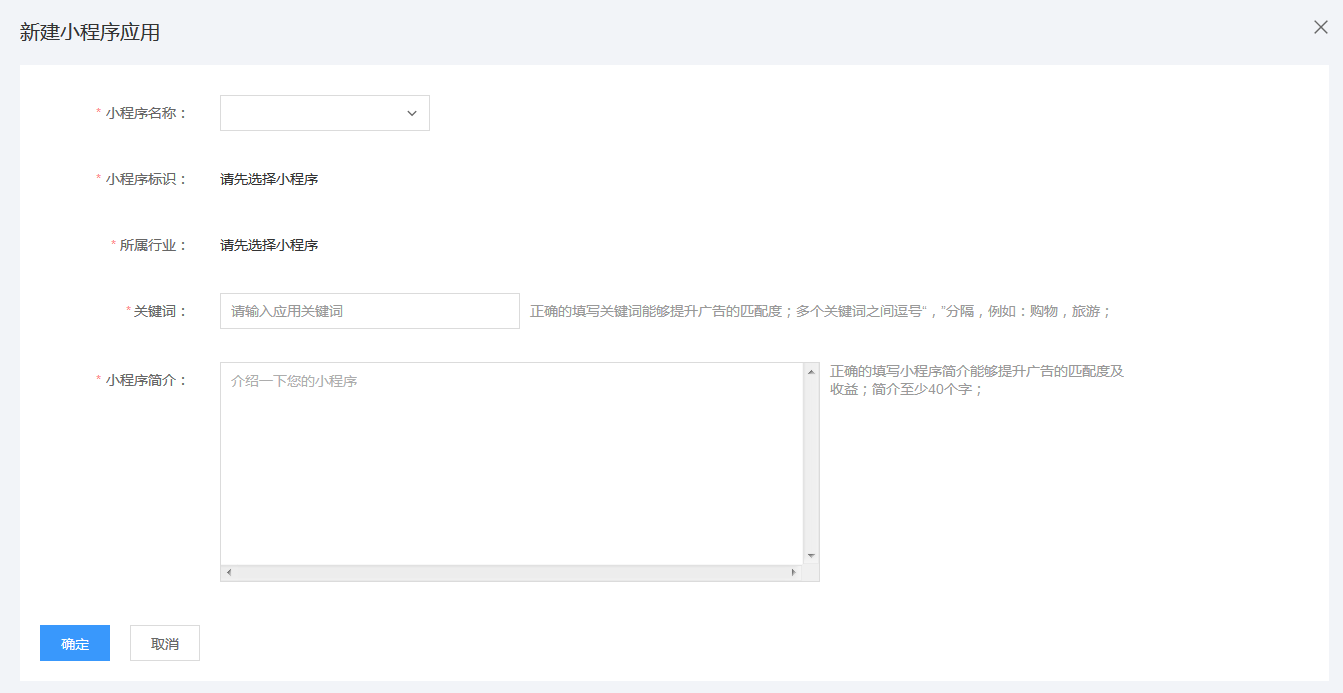 新建小程序应用
* 小程序名称：
* 小程序标识： 请先选择小程序
* 所属行业： 请先选择小程序
* 关键词： 请输入应用关键词 正确的填写关键词能够提升广告的匹配度；多个关键词之间逗号“，”分隔，例如：购物，旅游；
* 小程序简介： 介绍一下您的小程序 正确的填写小程序简介能够提升广告的匹配度及
收益；简介至少40个字；
确定 取消